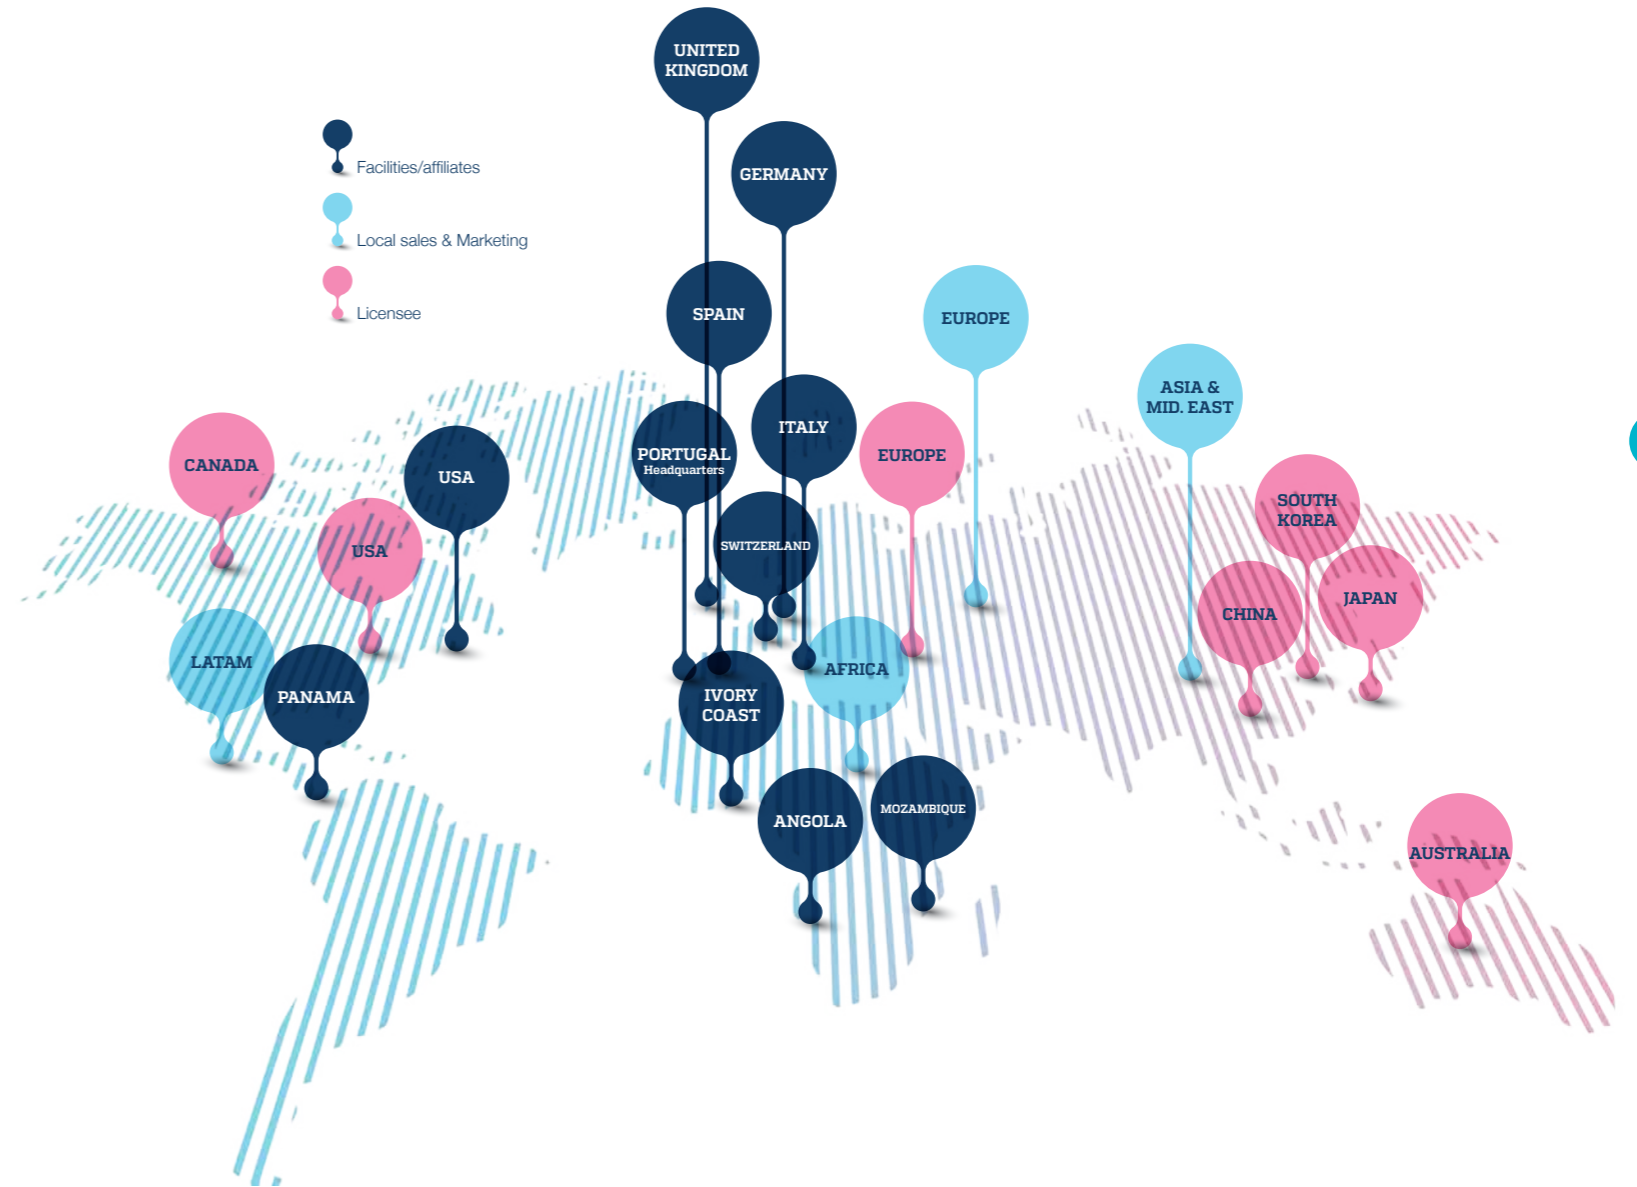 UNITED
KINGDOM
Facilities/affiliates
GERMANY
Local sales & Marketing
Licensee
SPAIN
EUROPE
ASIA &
MID. EAST
ITALY
PORTUGAL
Headquarters
EUROPE
CANADA
USA
SOUTH
KOREA
USA
SWITZERLAND
CHINA
JAPAN
LATAM
PANAMA
IVORY
COAST
AFRICA
ANGOLA
MOZAMBIQUE
AUSTRALIA